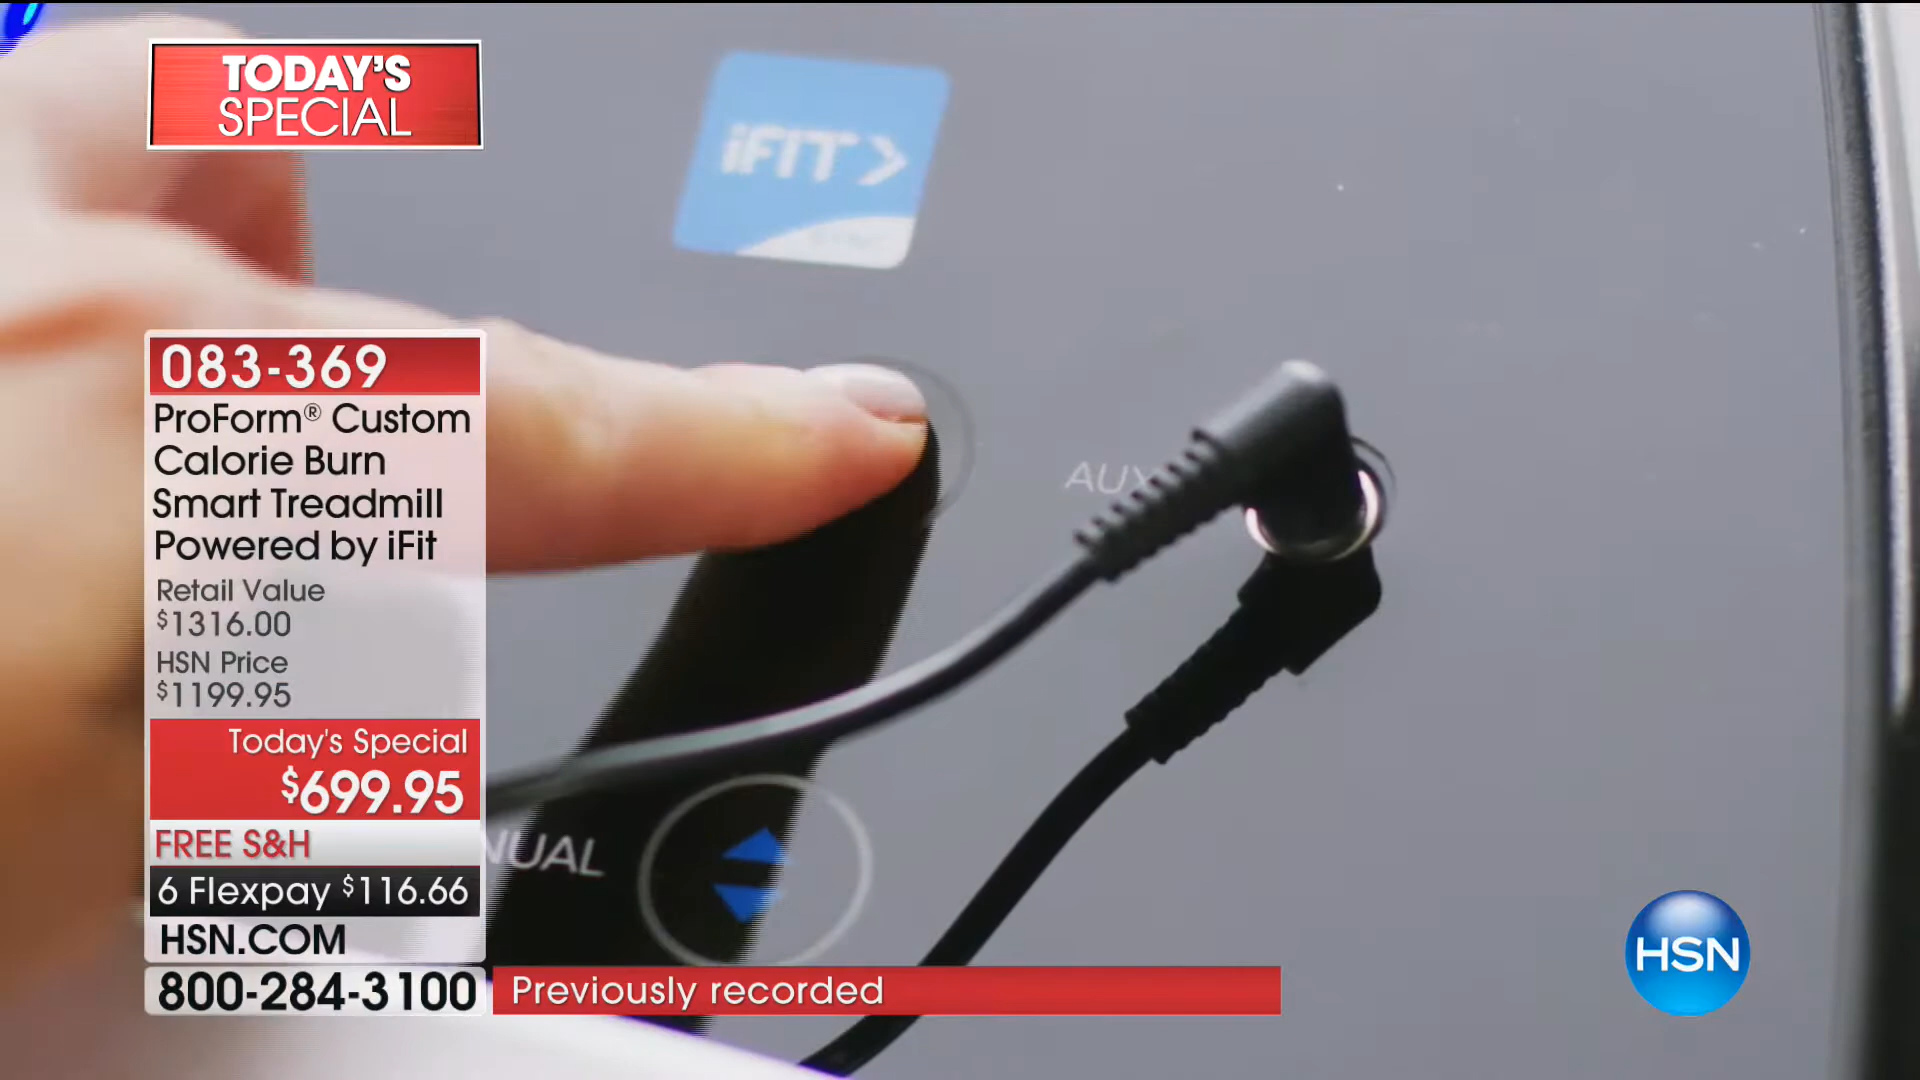 TODAY'S
SPECIAL
iFIT
083-369
ProForm® Custom
Calorie Burn
Smart Treadmill
Powered by iFit
Retail Value
$1316.00
HSN Price
$1199.95
Today's Special
$699.95
FREE S&H
6 Flexpay $116.66
HSN.COM
800-284-3100
Previously recorded
AUX
NUAL
HSN